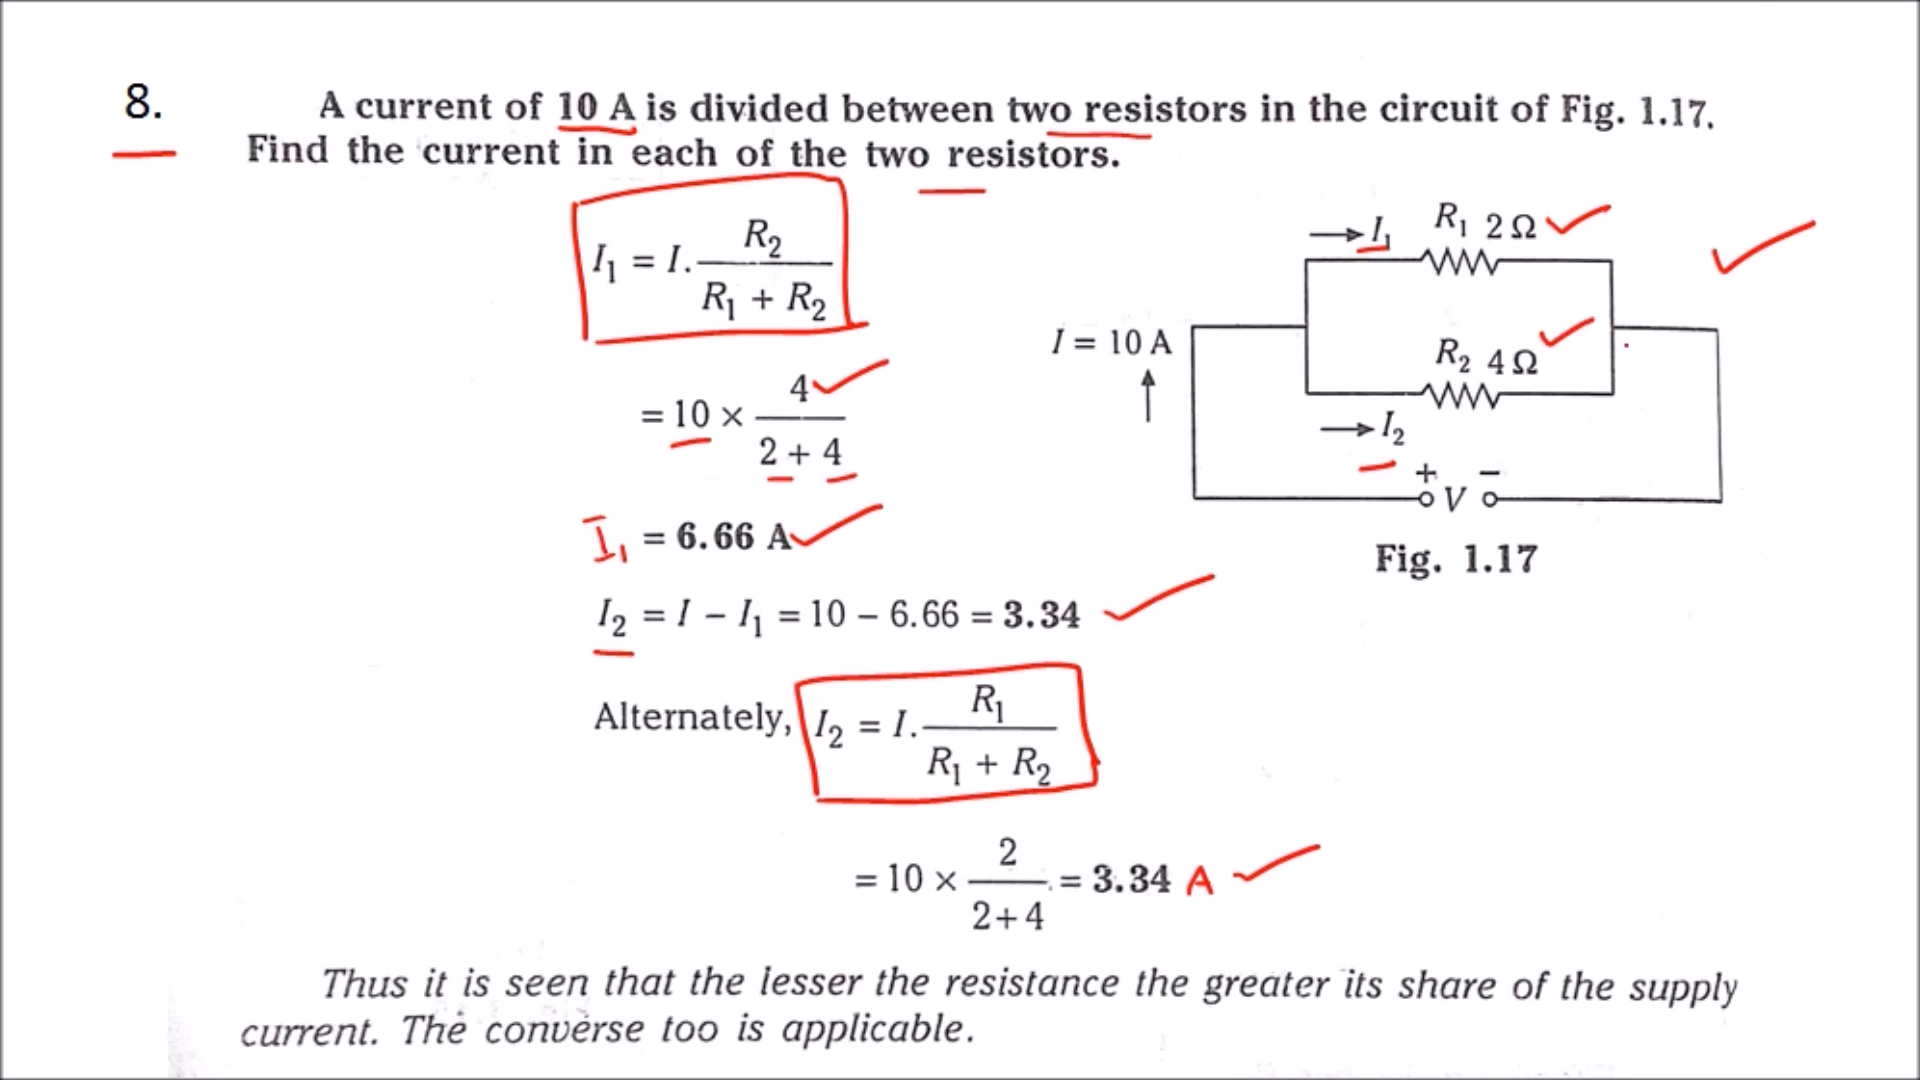 8.
A current of 10 A is divided between two resistors in the circuit of Fig. 1.17.
Find the current in each of the two resistors.
I₁ = I. R₂ / R₁ + R₂
= 10 × 4 / 2 + 4
I₁ = 6.66 A
I₂ = I – I₁ = 10 – 6.66 = 3.34
Alternately, I₂ = I. R₁ / R₁ + R₂
= 10 × 2 / 2+4 = 3.34 A
I₁ R₁ 2 Ω
I = 10 A
R₂ 4 Ω
I₂
+ –
V
Fig. 1.17
Thus it is seen that the lesser the resistance the greater its share of the supply
current. The converse too is applicable.